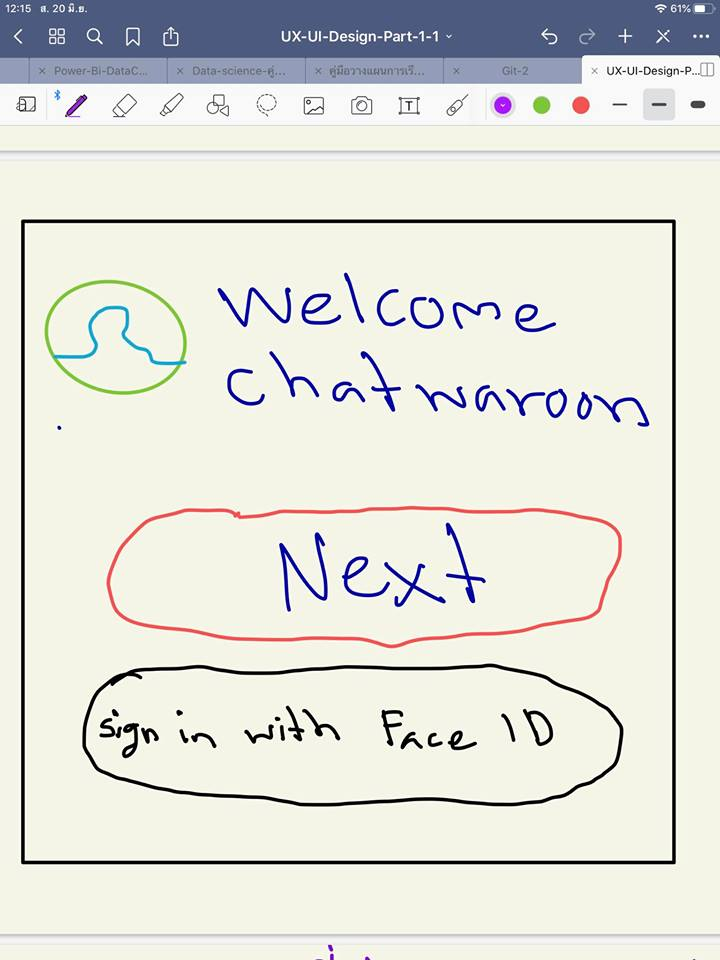 12:15 ส. 20 มิ.ย.
61%
UX-UI-Design-Part-1-1
Power-Bi-DataC...
Data-science-คู่...
คู่มือวางแผนการเรี...
Git-2
UX-UI-Design-P...
T
Welcome
chatwaroon
Next
sign in with Face ID